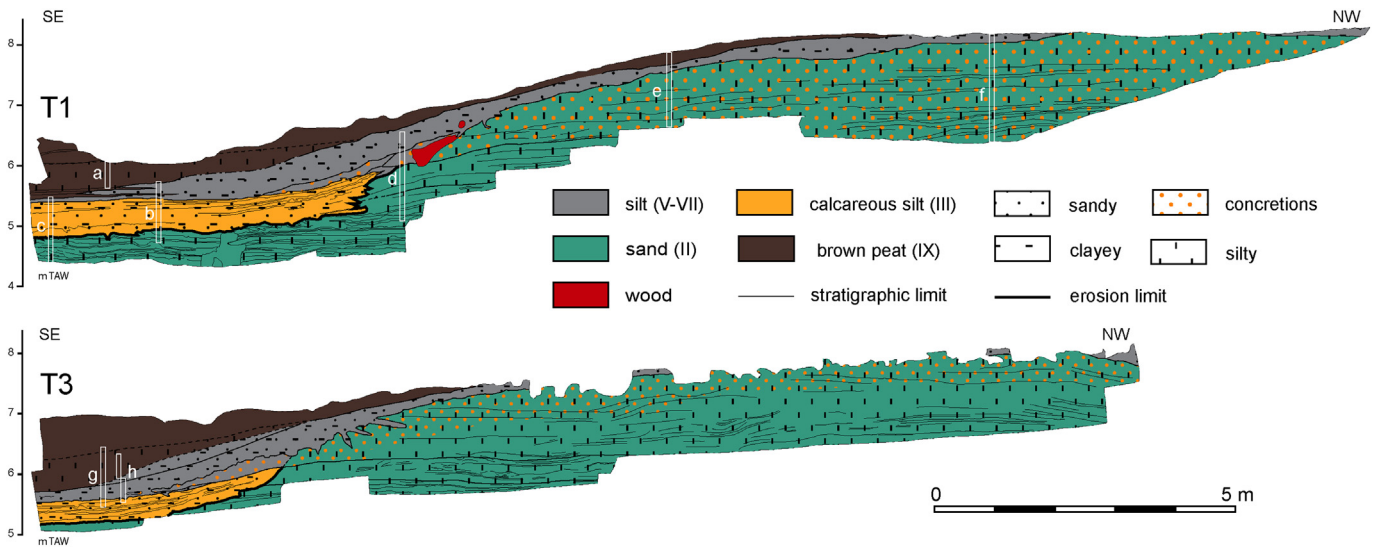 SE
NW
8
T1
7
e
f
6
a
d
b
5
c
mTAW
4
silt (V-VII)
calcareous silt (III)
sandy
concretions
sand (II)
brown peat (IX)
clayey
silty
wood
stratigraphic limit
erosion limit
SE
NW
8
T3
7
g
h
6
5
mTAW
0
5 m